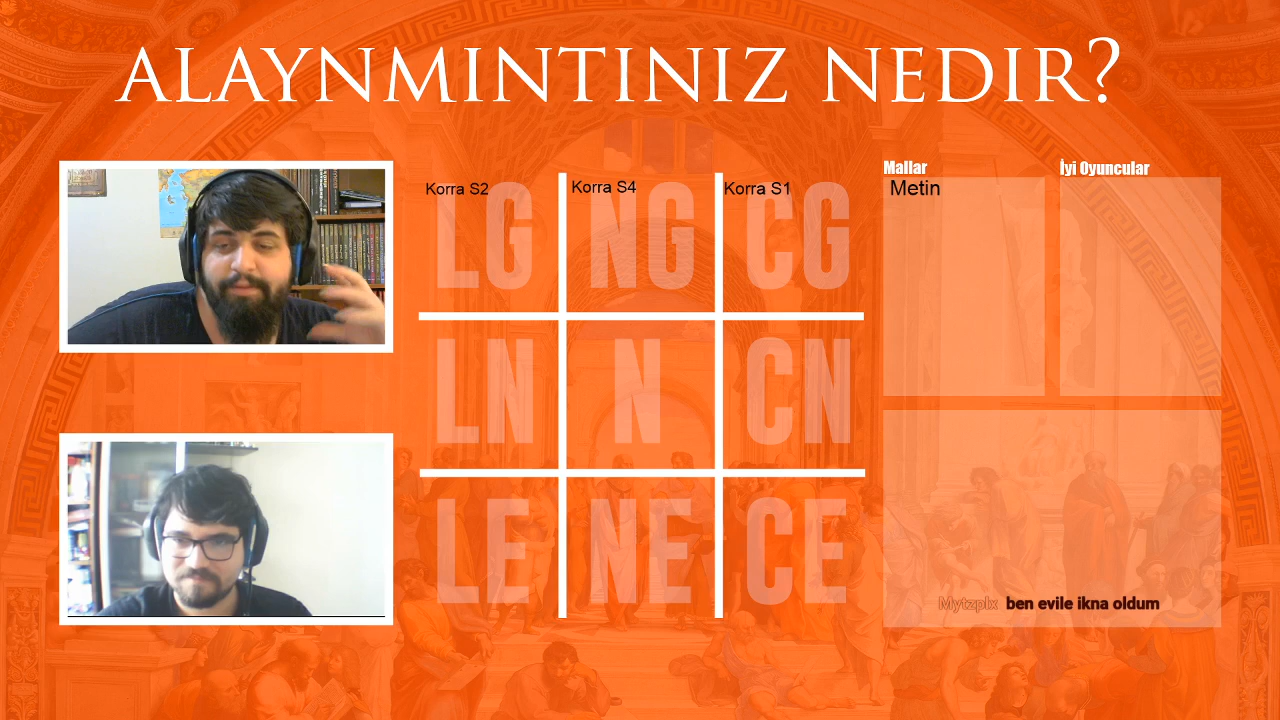 ALAYNMINTINIZ NEDIR?
Korra S2
Korra S4
Korra S1
LG
NG
CG
LN
N
CN
LE
NE
CE
Mallar
İyi Oyuncular
Metin
Mytzplx ben evile ikna oldum